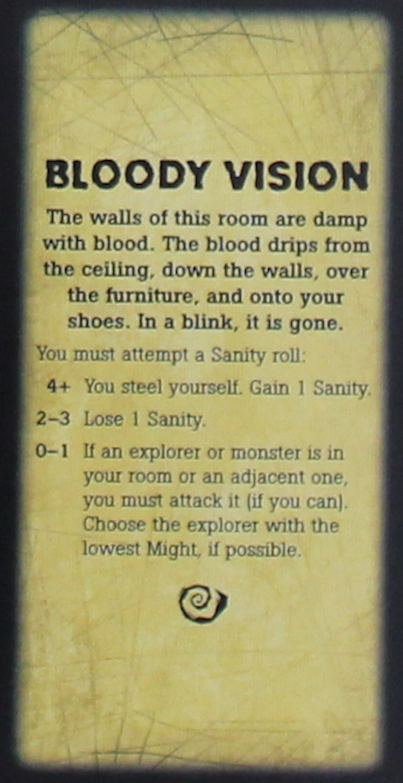 BLOODY VISION
The walls of this room are damp
with blood. The blood drips from
the ceiling, down the walls, over
the furniture, and onto your
shoes. In a blink, it is gone.
You must attempt a Sanity roll:
4+ You steel yourself. Gain 1 Sanity.
2–3 Lose 1 Sanity.
0–1 If an explorer or monster is in
your room or an adjacent one,
you must attack it (if you can).
Choose the explorer with the
lowest Might, if possible.